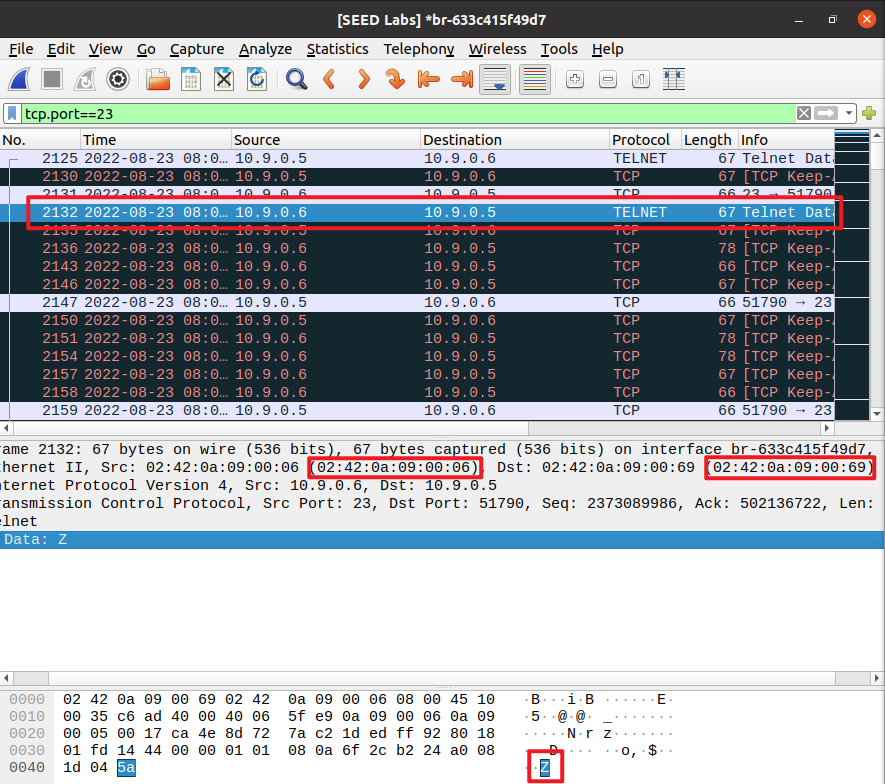 [SEED Labs] *br-633c415f49d7
File Edit View Go Capture Analyze Statistics Telephony Wireless Tools Help
tcp.port==23
No. Time Source Destination Protocol Length Info
2125 2022-08-23 08:0… 10.9.0.5 10.9.0.6 TELNET 67 Telnet Data
2130 2022-08-23 08:0… 10.9.0.5 10.9.0.6 TCP 67 [TCP Keep-A
2131 2022-08-23 08:0… 10.9.0.6 10.9.0.5 TCP 66 23 → 51790
2132 2022-08-23 08:0… 10.9.0.6 10.9.0.5 TELNET 67 Telnet Data
2135 2022-08-23 08:0… 10.9.0.6 10.9.0.5 TCP 67 [TCP Keep-A
2136 2022-08-23 08:0… 10.9.0.5 10.9.0.6 TCP 78 [TCP Keep-A
2143 2022-08-23 08:0… 10.9.0.6 10.9.0.5 TCP 66 [TCP Keep-A
2146 2022-08-23 08:0… 10.9.0.6 10.9.0.5 TCP 67 [TCP Keep-A
2147 2022-08-23 08:0… 10.9.0.5 10.9.0.6 TCP 66 51790 → 23
2150 2022-08-23 08:0… 10.9.0.5 10.9.0.6 TCP 67 [TCP Keep-A
2151 2022-08-23 08:0… 10.9.0.5 10.9.0.6 TCP 78 [TCP Keep-A
2154 2022-08-23 08:0… 10.9.0.6 10.9.0.5 TCP 78 [TCP Keep-A
2157 2022-08-23 08:0… 10.9.0.6 10.9.0.5 TCP 67 [TCP Keep-A
2158 2022-08-23 08:0… 10.9.0.6 10.9.0.5 TCP 66 [TCP Keep-A
2159 2022-08-23 08:0… 10.9.0.5 10.9.0.6 TCP 66 51790 → 23
rame 2132: 67 bytes on wire (536 bits), 67 bytes captured (536 bits) on interface br-633c415f49d7,
hernet II, Src: 02:42:0a:09:00:06 (02:42:0a:09:00:06), Dst: 02:42:0a:09:00:69 (02:42:0a:09:00:69)
nternet Protocol Version 4, Src: 10.9.0.6, Dst: 10.9.0.5
ransmission Control Protocol, Src Port: 23, Dst Port: 51790, Seq: 2373089986, Ack: 502136722, Len:
elnet
Data: Z
0000 02 42 0a 09 00 69 02 42 0a 09 00 06 08 00 45 10 ·B···i·B ······E·
0010 00 35 c6 ad 40 00 40 06 5f e9 0a 09 00 06 0a 09 ·5··@·@· _·······
0020 00 05 00 17 ca 4e 8d 72 7a c2 1d ed ff 92 80 18 ·····N·r z·······
0030 01 fd 14 44 00 00 01 01 08 0a 6f 2c b2 24 a0 08 ···D···· ··o,·$··
0040 1d 04 5a ··Z